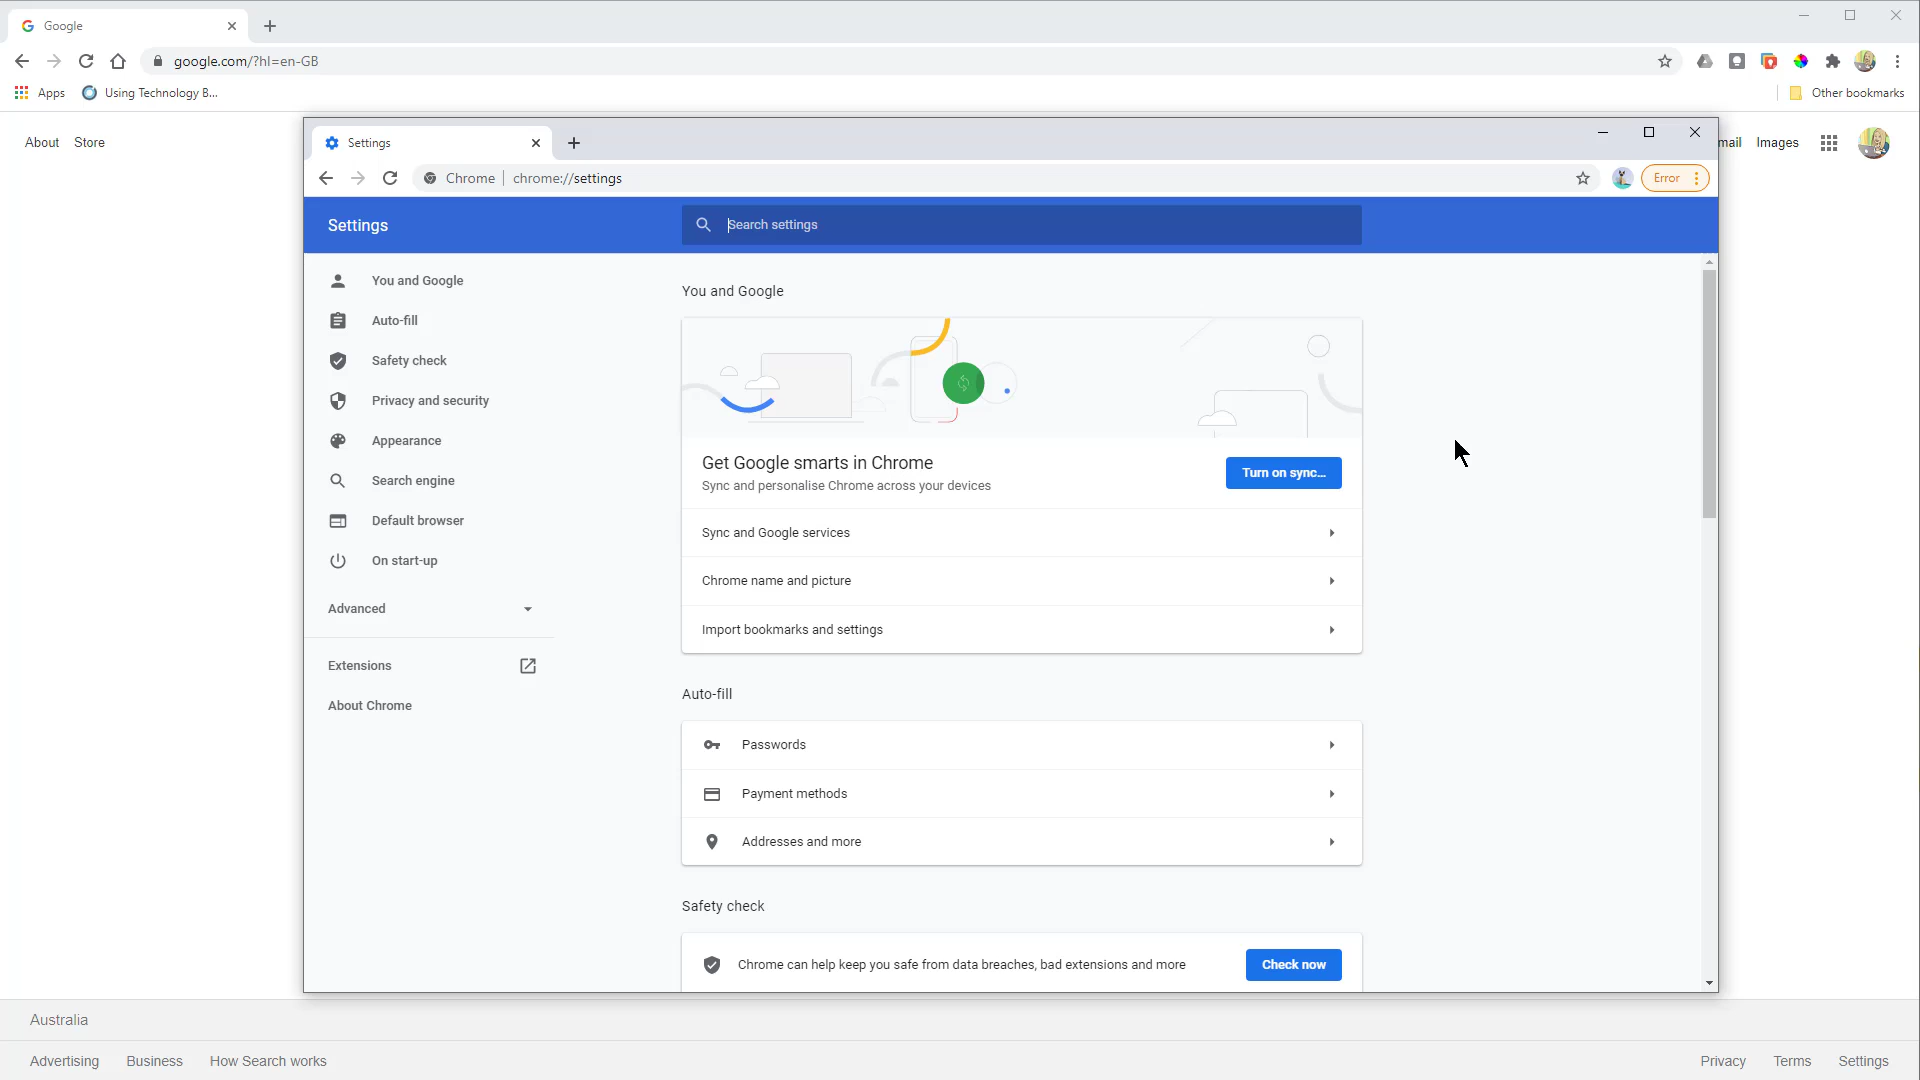 Google
google.com/?hl=en-GB
Apps Using Technology B... Other bookmarks
About Store mail Images
Settings
Chrome chrome://settings Error
Settings Search settings
You and Google
Auto-fill
Safety check
Privacy and security
Appearance
Search engine
Default browser
On start-up
Advanced
Extensions
About Chrome
You and Google
Get Google smarts in Chrome
Sync and personalise Chrome across your devices
Turn on sync...
Sync and Google services
Chrome name and picture
Import bookmarks and settings
Auto-fill
Passwords
Payment methods
Addresses and more
Safety check
Chrome can help keep you safe from data breaches, bad extensions and more
Check now
Australia
Advertising Business How Search works Privacy Terms Settings